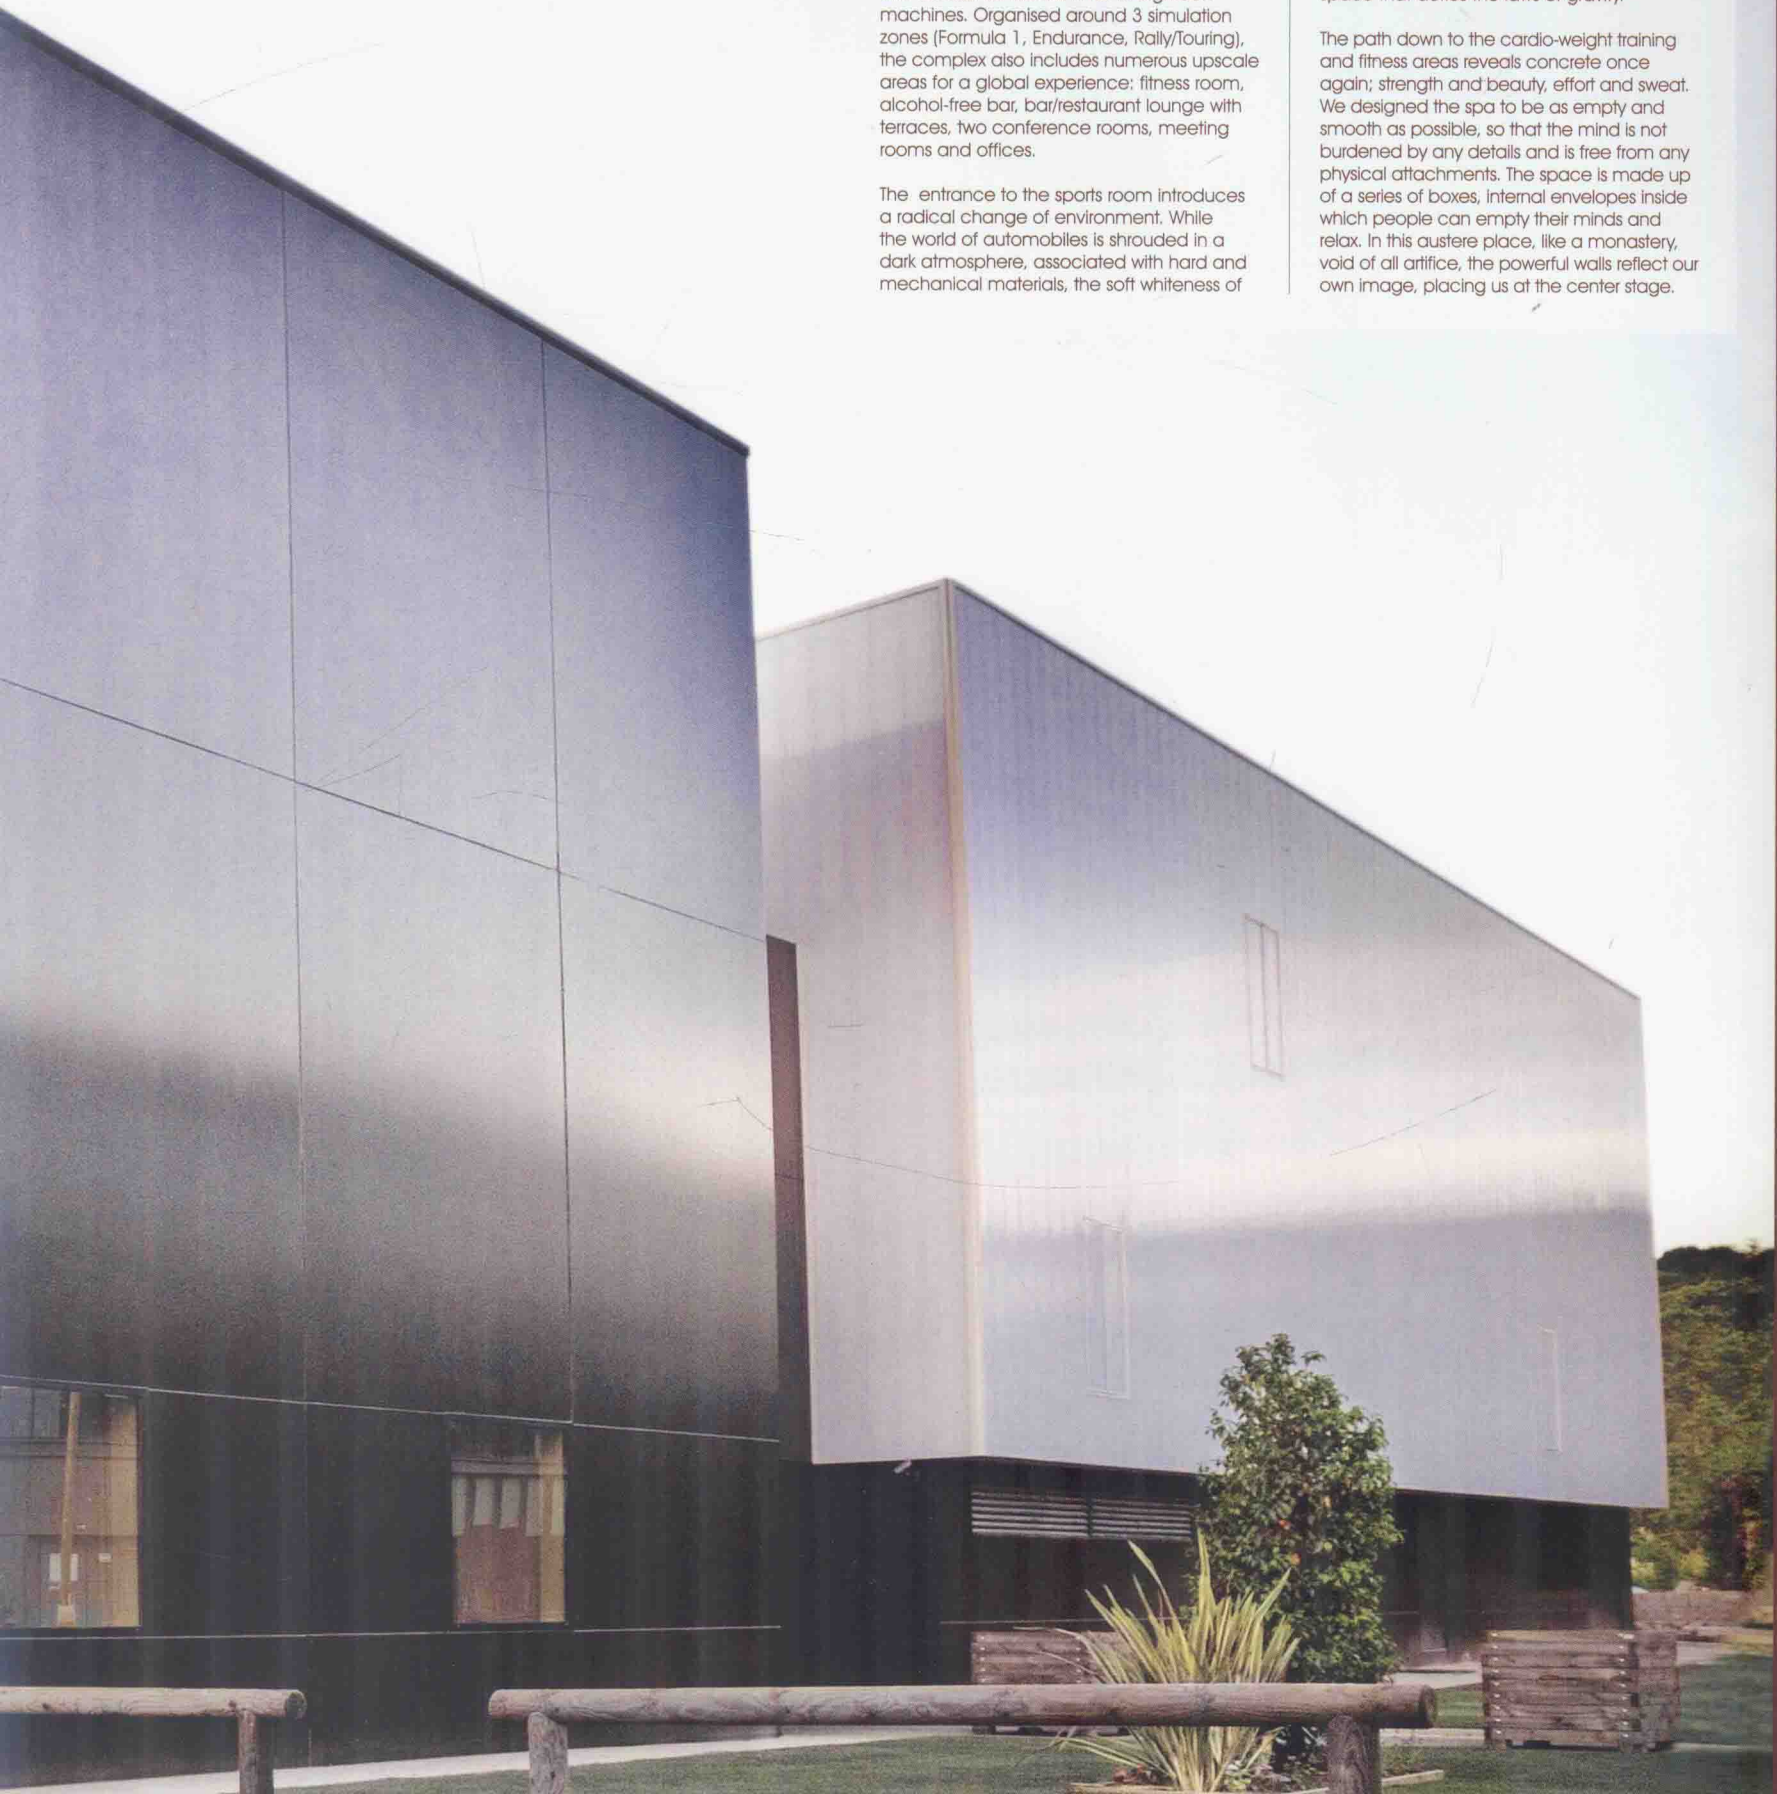 machines. Organised around 3 simulation
zones (Formula 1, Endurance, Rally/Touring),
the complex also includes numerous upscale
areas for a global experience: fitness room,
alcohol-free bar, bar/restaurant lounge with
terraces, two conference rooms, meeting
rooms and offices.
The entrance to the sports room introduces
a radical change of environment. While
the world of automobiles is shrouded in a
dark atmosphere, associated with hard and
mechanical materials, the soft whiteness of
The path down to the cardio-weight training
and fitness areas reveals concrete once
again; strength and beauty, effort and sweat.
We designed the spa to be as empty and
smooth as possible, so that the mind is not
burdened by any details and is free from any
physical attachments. The space is made up
of a series of boxes, internal envelopes inside
which people can empty their minds and
relax. In this austere place, like a monastery,
void of all artifice, the powerful walls reflect our
own image, placing us at the center stage.